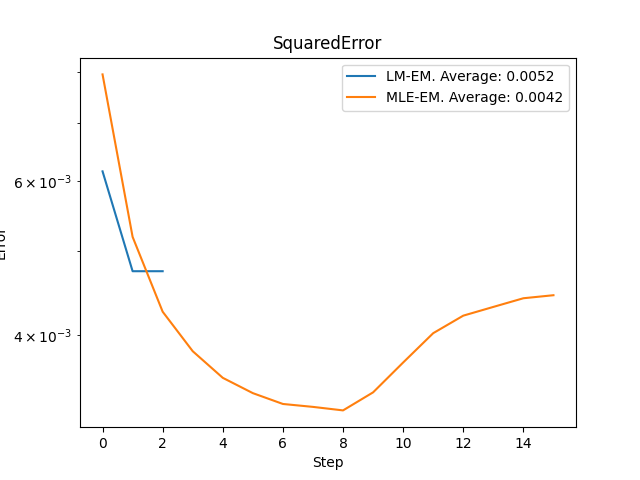 SquaredError
LM-EM. Average: 0.0052
MLE-EM. Average: 0.0042
6 × 10⁻³
4 × 10⁻³
Error
0 2 4 6 8 10 12 14
Step